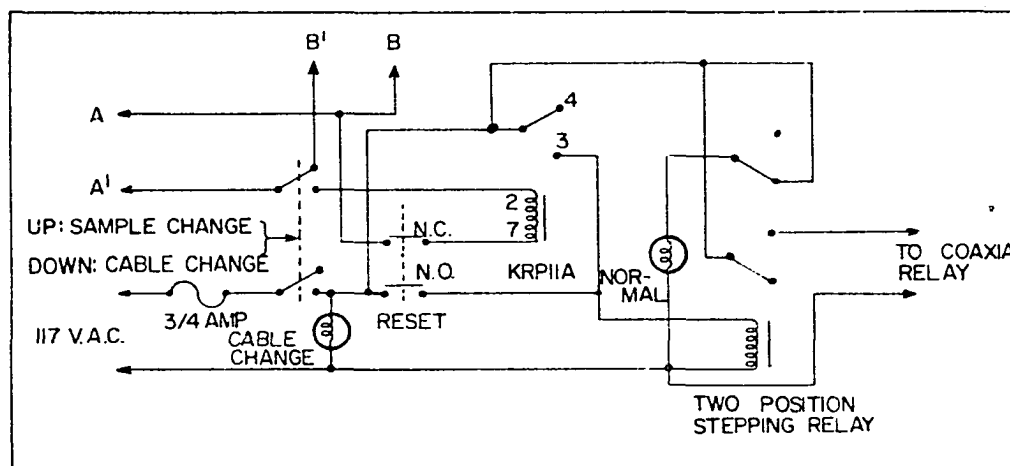 B' B
A
4
3
A'
2
UP: SAMPLE CHANGE
N.C. 7
DOWN: CABLE CHANGE
N.O. KRP11A
NOR-
MAL
TO COAXIA
RELAY
3/4 AMP
RESET
117 V.A.C.
CABLE
CHANGE
TWO POSITION
STEPPING RELAY